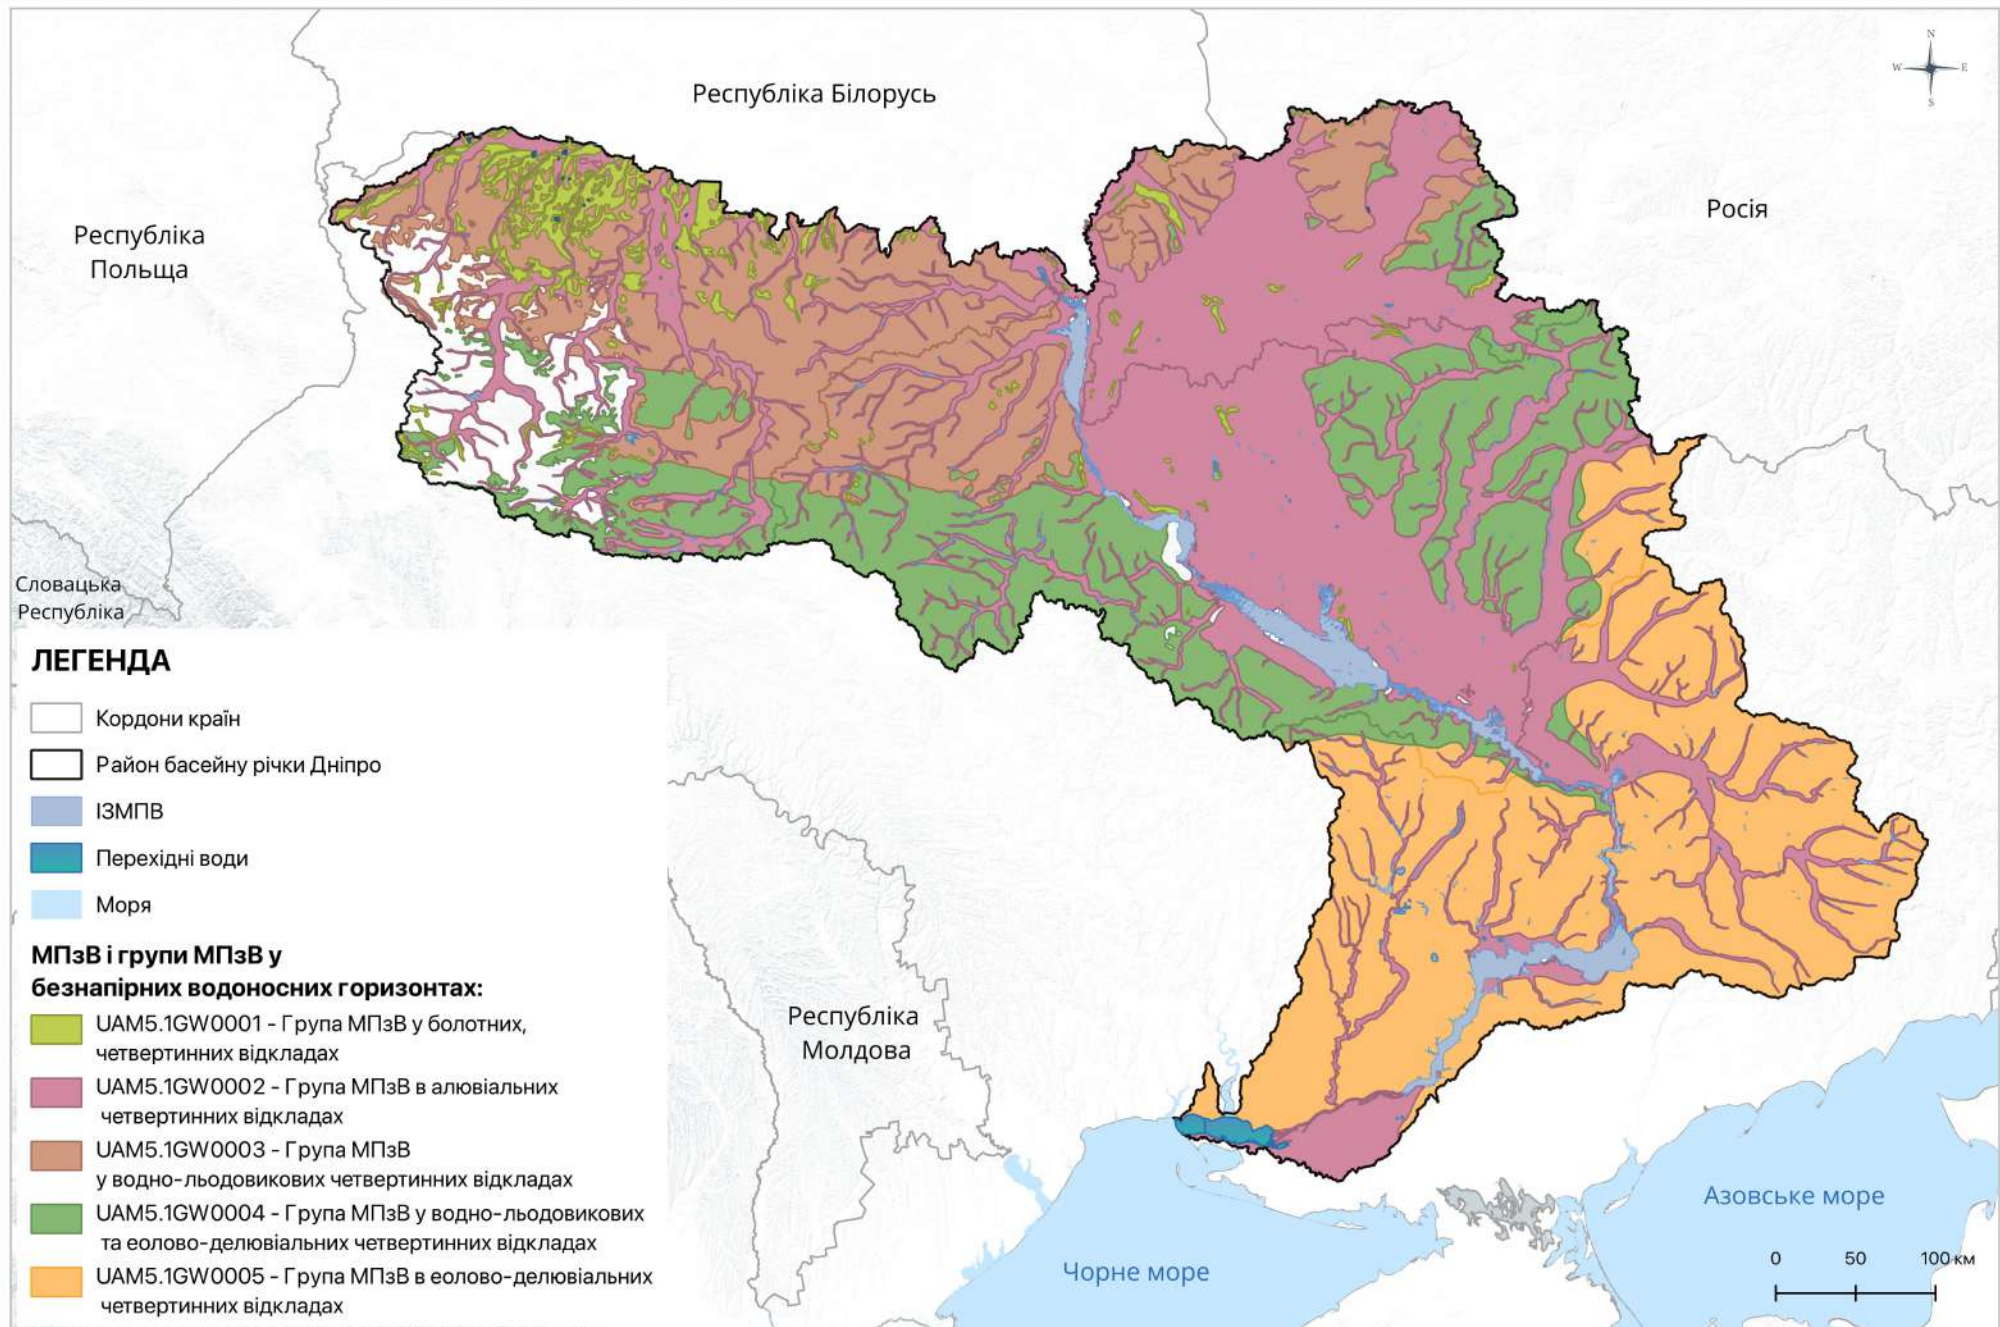 N
W E
S
Республіка Білорусь
Росія
Республіка
Польща
Словацька
Республіка
ЛЕГЕНДА
Кордони країн
Район басейну річки Дніпро
ІЗМПВ
Перехідні води
Моря
МПзВ і групи МПзВ у
безнапірних водоносних горизонтах:
UAM5.1GW0001 - Група МПзВ у болотних,
четвертинних відкладах
UAM5.1GW0002 - Група МПзВ в алювіальних
четвертинних відкладах
UAM5.1GW0003 - Група МПзВ
у водно-льодовикових четвертинних відкладах
UAM5.1GW0004 - Група МПзВ у водно-льодовикових
та еолово-делювіальних четвертинних відкладах
UAM5.1GW0005 - Група МПзВ в еолово-делювіальних
четвертинних відкладах
Республіка
Молдова
Чорне море
Азовське море
0 50 100 км